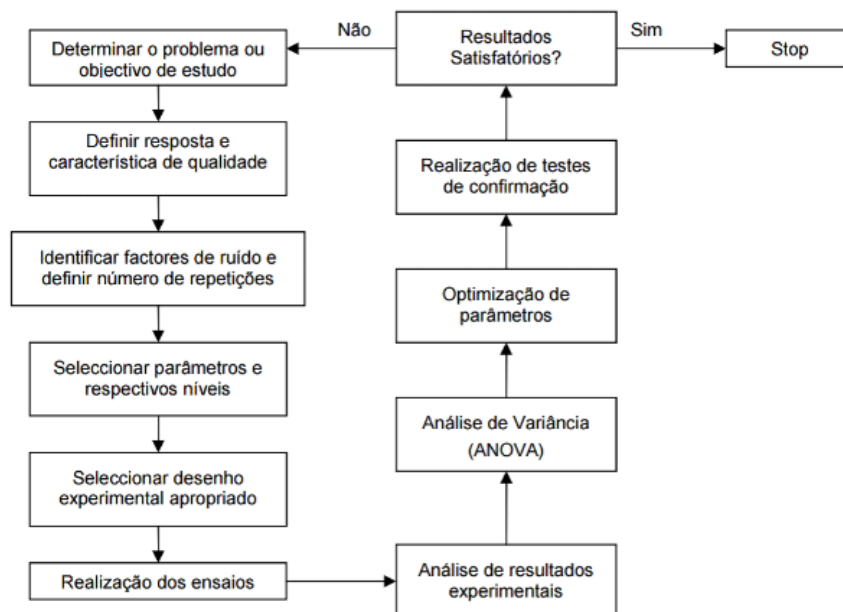 Determinar o problema ou
objectivo de estudo
Não
Resultados
Satisfatórios?
Sim
Stop
Definir resposta e
característica de qualidade
Realização de testes
de confirmação
Identificar factores de ruído e
definir número de repetições
Optimização de
parâmetros
Seleccionar parâmetros e
respectivos níveis
Análise de Variância
(ANOVA)
Seleccionar desenho
experimental apropriado
Realização dos ensaios
Análise de resultados
experimentais